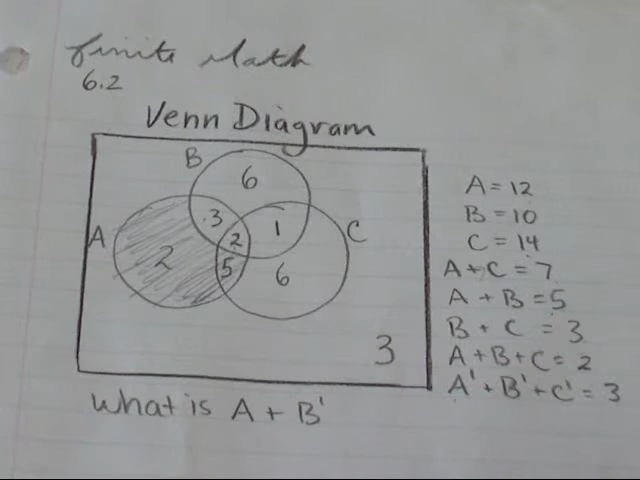 finite Math
6.2
Venn Diagram
B
6
A
.3
1
C
2
2
5
6
3
A = 12
B = 10
C = 14
A + C = 7
A + B = 5
B + C = 3
A + B + C = 2
A' + B' + C' = 3
What is A + B'